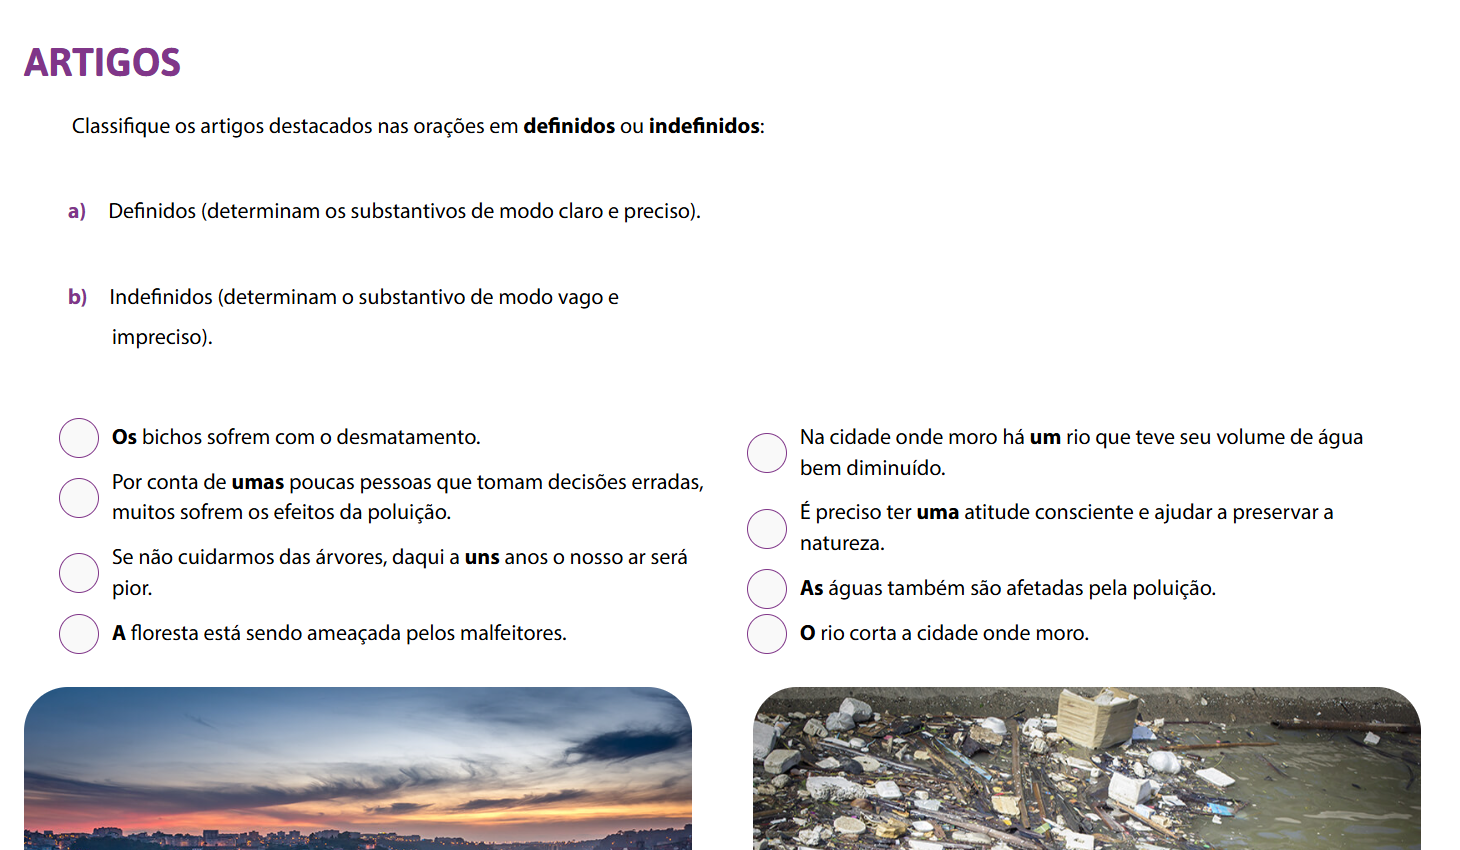 ARTIGOS
Classifique os artigos destacados nas orações em definidos ou indefinidos:
a) Definidos (determinam os substantivos de modo claro e preciso).
b) Indefinidos (determinam o substantivo de modo vago e
impreciso).
Os bichos sofrem com o desmatamento.
Por conta de umas poucas pessoas que tomam decisões erradas,
muitos sofrem os efeitos da poluição.
Se não cuidarmos das árvores, daqui a uns anos o nosso ar será
pior.
A floresta está sendo ameaçada pelos malfeitores.
Na cidade onde moro há um rio que teve seu volume de água
bem diminuído.
É preciso ter uma atitude consciente e ajudar a preservar a
natureza.
As águas também são afetadas pela poluição.
O rio corta a cidade onde moro.